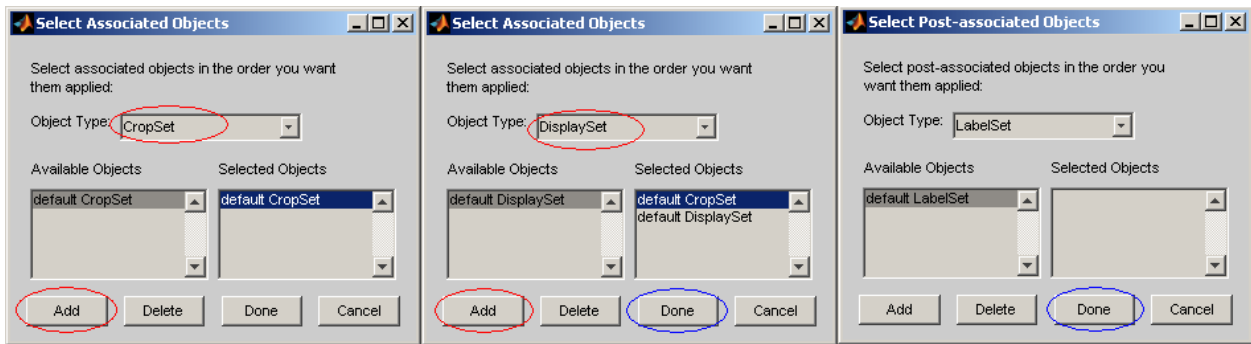 Select Associated Objects
Select associated objects in the order you want
them applied:
Object Type: CropSet
Available Objects Selected Objects
default CropSet default CropSet
Add Delete Done Cancel
Select Associated Objects
Select associated objects in the order you want
them applied:
Object Type: DisplaySet
Available Objects Selected Objects
default DisplaySet default CropSet
default DisplaySet
Add Delete Done Cancel
Select Post-associated Objects
Select post-associated objects in the order you
want them applied:
Object Type: LabelSet
Available Objects Selected Objects
default LabelSet
Add Delete Done Cancel